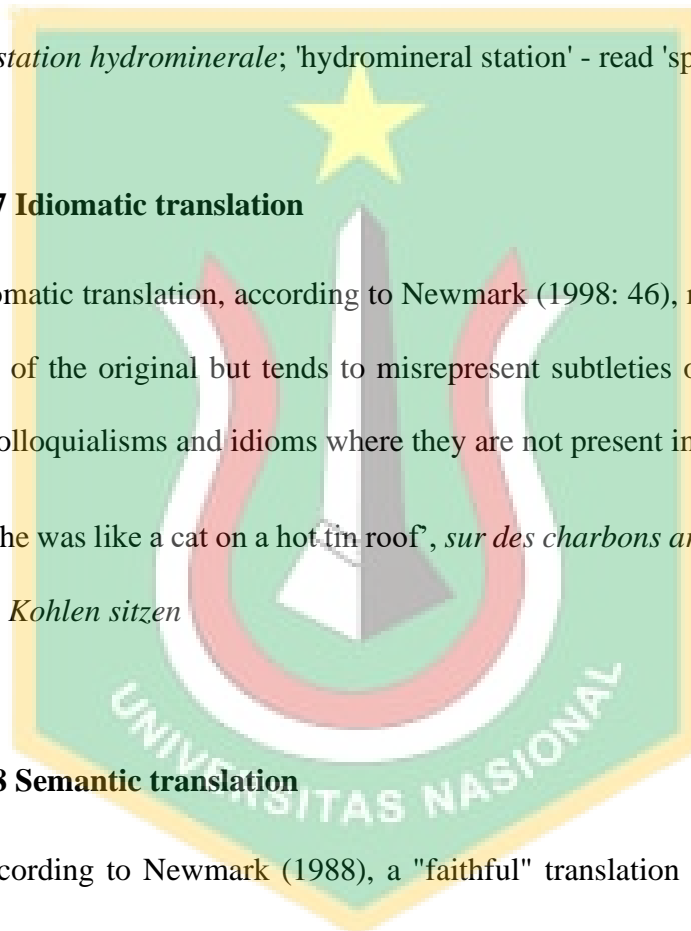 station hydrominerale; 'hydromineral station' - read 'sp
7 Idiomatic translation
omatic translation, according to Newmark (1998: 46), r
of the original but tends to misrepresent subtleties o
olloquialisms and idioms where they are not present in
he was like a cat on a hot tin roof’, sur des charbons ar
Kohlen sitzen
8 Semantic translation
cording to Newmark (1988), a "faithful" translation
UNIVERSITAS NASIONAL